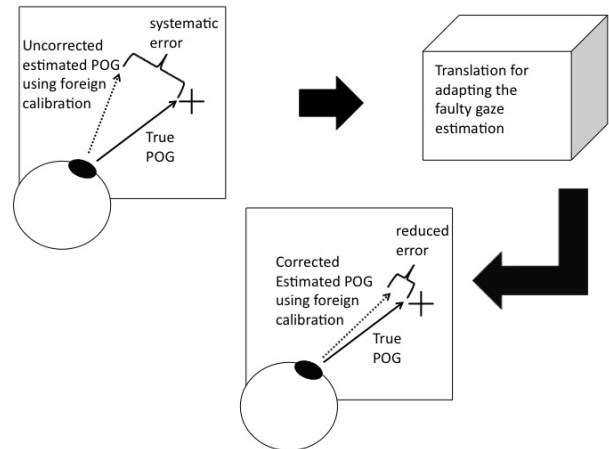 systematic
error
Uncorrected
estimated POG
using foreign
calibration
True
POG
Translation for
adapting the
faulty gaze
estimation
reduced
error
Corrected
Estimated POG
using foreign
calibration
True
POG